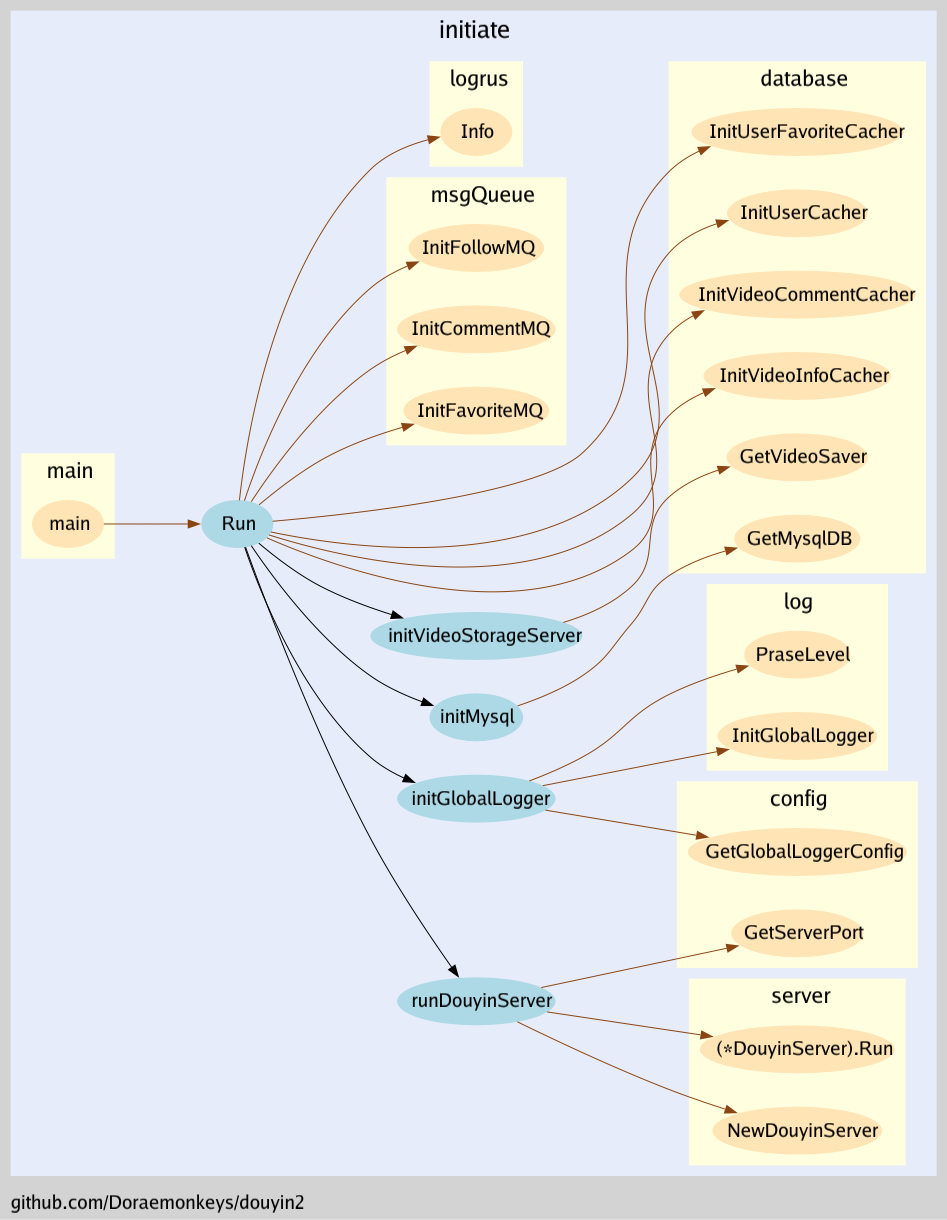 initiate
logrus
Info
msgQueue
InitFollowMQ
InitCommentMQ
InitFavoriteMQ
database
InitUserFavoriteCacher
InitUserCacher
InitVideoCommentCacher
InitVideoInfoCacher
GetVideoSaver
GetMysqlDB
main
main
Run
initVideoStorageServer
initMysql
initGlobalLogger
runDouyinServer
log
PraseLevel
InitGlobalLogger
config
GetGlobalLoggerConfig
GetServerPort
server
(*DouyinServer).Run
NewDouyinServer
github.com/Doraemonkeys/douyin2